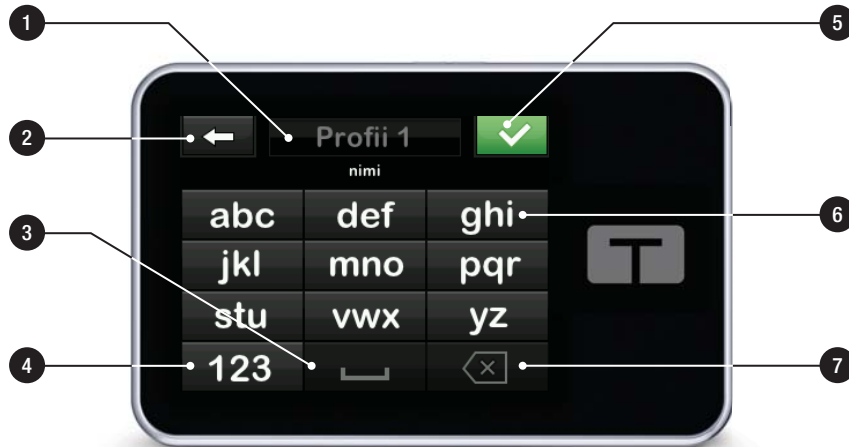 1
5
2
Profii 1
nimi
abc def ghi
6
3
jkl mno pqr
stu vwx yz
4
123
7
T